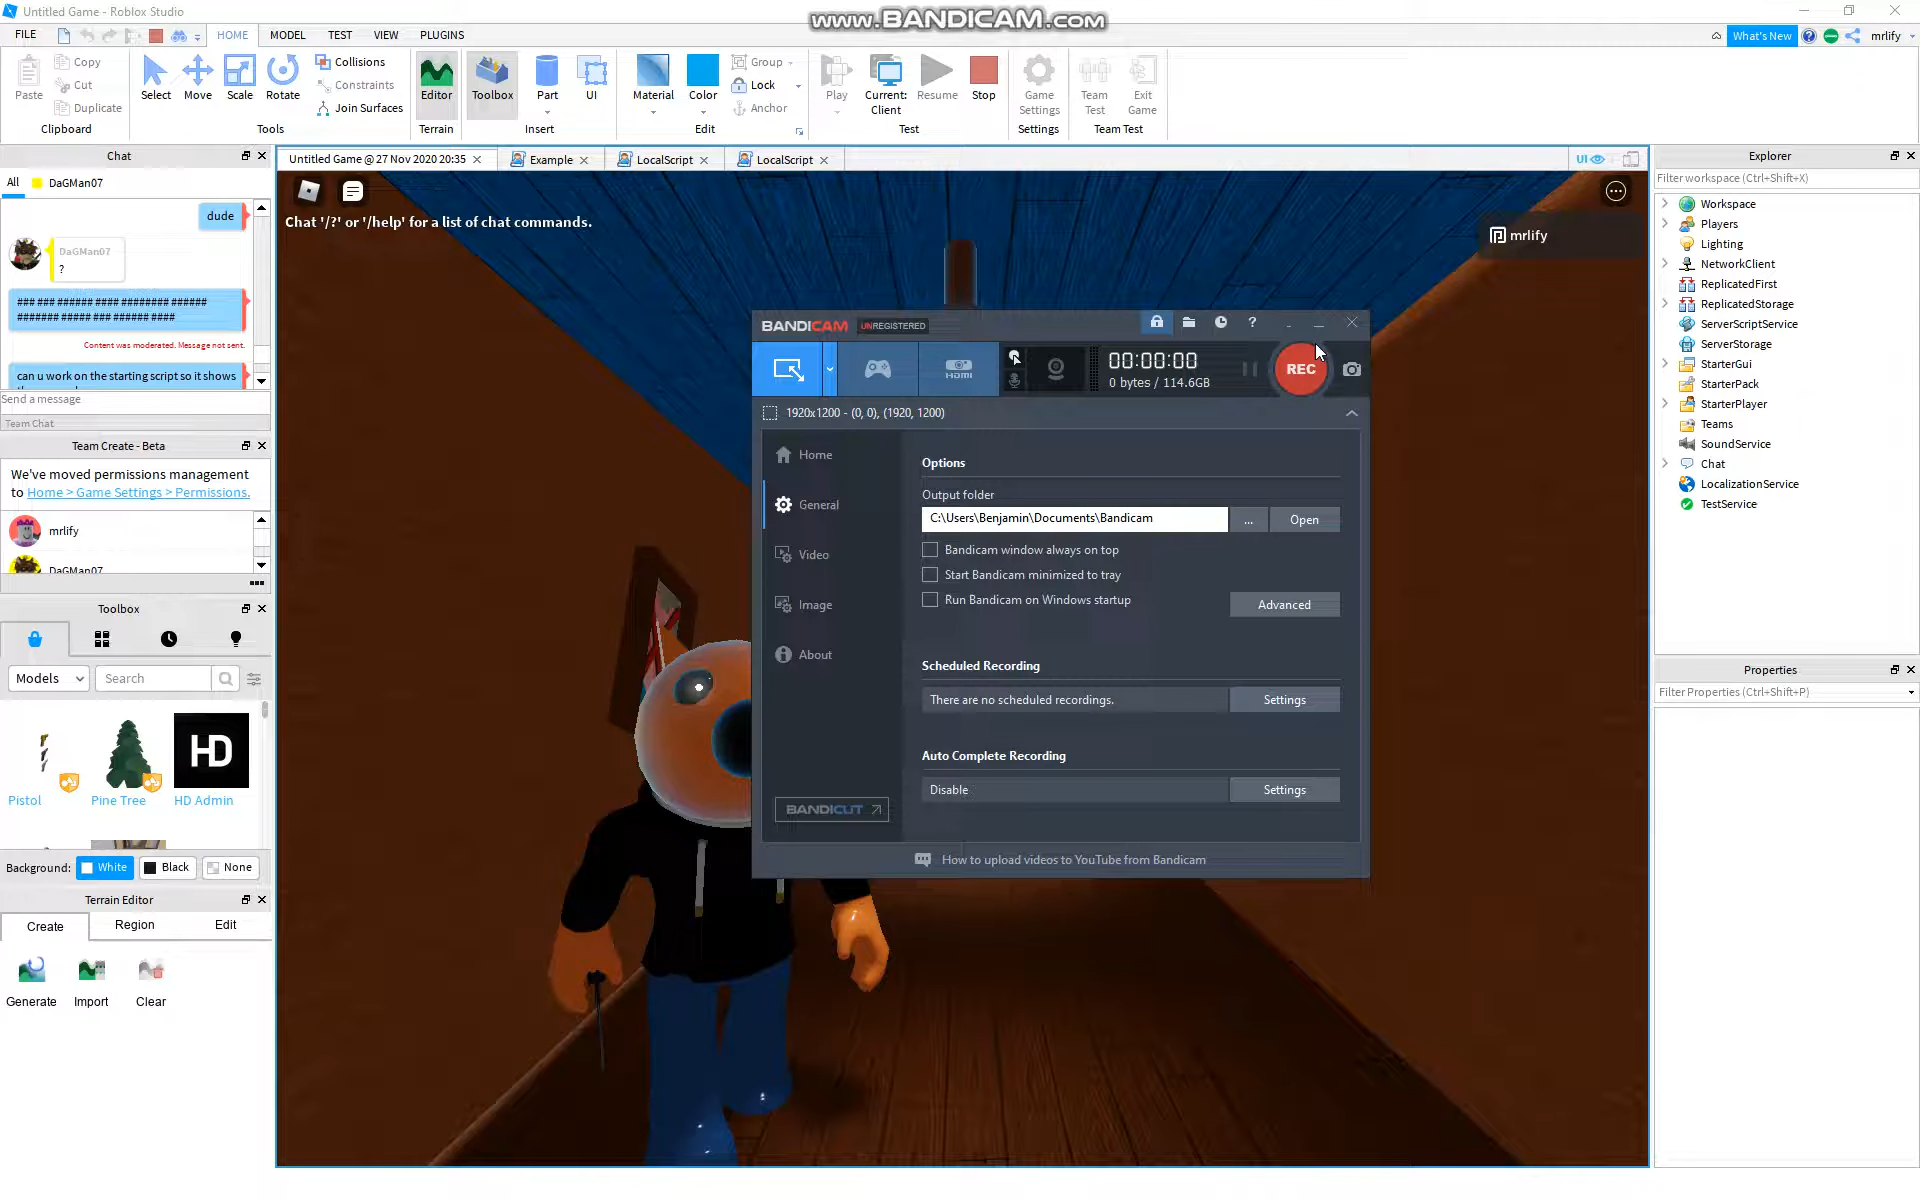 Untitled Game - Roblox Studio
www.BANDICAM.com
FILE HOME MODEL TEST VIEW PLUGINS
What's New mrlify
Paste Copy Cut Duplicate
Clipboard
Select Move Scale Rotate Collisions Constraints Join Surfaces
Tools
Editor
Terrain
Toolbox Part UI
Insert
Material Color Group Lock Anchor
Edit
Play Current: Client Resume Stop
Test
Game Settings
Settings
Team Test Exit Game
Team Test
Chat
All DaGMan07
dude
DaGMan07
?
### ### ###### #### ######## ######
####### ##### ### ###### ####
Content was moderated. Message not sent.
can u work on the starting script so it shows
Send a message
Team Chat
Team Create - Beta
We've moved permissions management
to Home > Game Settings > Permissions.
mrlify
DaGMan07
Toolbox
Models Search
HD
Pistol Pine Tree HD Admin
Background: White Black None
Terrain Editor
Create Region Edit
Generate Import Clear
Untitled Game @ 27 Nov 2020 20:35 Example LocalScript LocalScript UI
Chat '/?' or '/help' for a list of chat commands.
mrlify
BANDICAM UNREGISTERED
HDMI
00:00:00
0 bytes / 114.6GB
REC
1920x1200 - (0, 0), (1920, 1200)
Home
General
Video
Image
About
BANDICUT
Options
Output folder
C:\Users\Benjamin\Documents\Bandicam ... Open
Bandicam window always on top
Start Bandicam minimized to tray
Run Bandicam on Windows startup
Advanced
Scheduled Recording
There are no scheduled recordings. Settings
Auto Complete Recording
Disable Settings
How to upload videos to YouTube from Bandicam
Explorer
Filter workspace (Ctrl+Shift+X)
Workspace
Players
Lighting
NetworkClient
ReplicatedFirst
ReplicatedStorage
ServerScriptService
ServerStorage
StarterGui
StarterPack
StarterPlayer
Teams
SoundService
Chat
LocalizationService
TestService
Properties
Filter Properties (Ctrl+Shift+P)